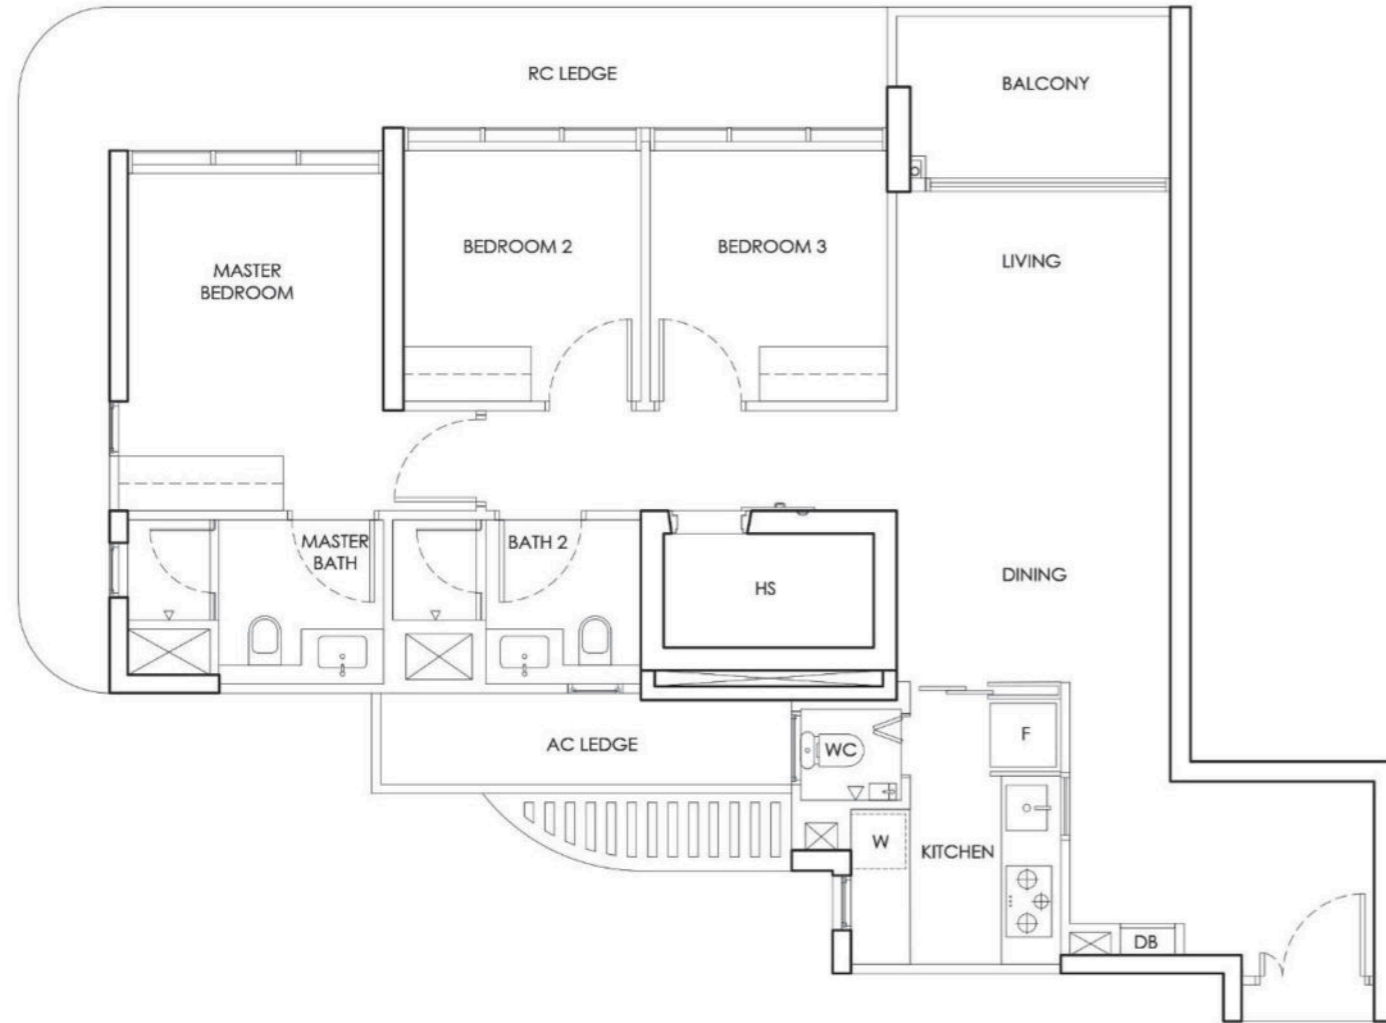 RC LEDGE
BALCONY
BEDROOM 2
BEDROOM 3
LIVING
MASTER
BEDROOM
MASTER
BATH
BATH 2
HS
DINING
AC LEDGE
WC
F
W
KITCHEN
DB